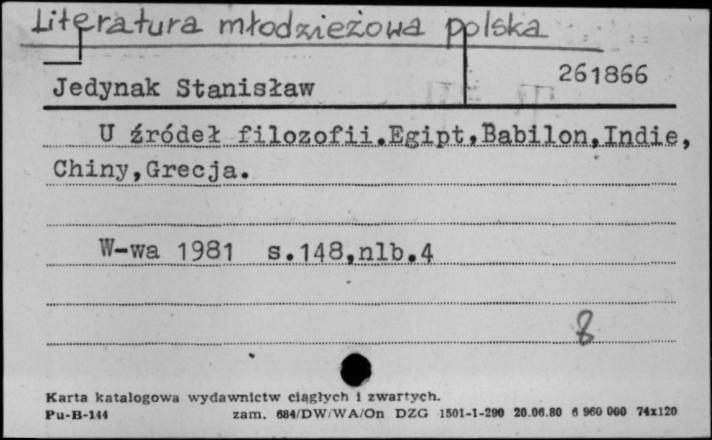 Literatura młodzieżowa polska
Jedynak Stanisław 261866
U źródeł filozofii.Egipt,Babilon,Indie,
Chiny,Grecja.
W-wa 1981 s.148,nlb.4
8
Karta katalogowa wydawnictw ciągłych i zwartych.
Pu-B-144 zam. 684/DW/WA/On DZG 1501-1-290 20.06.80 6 960 000 74x120